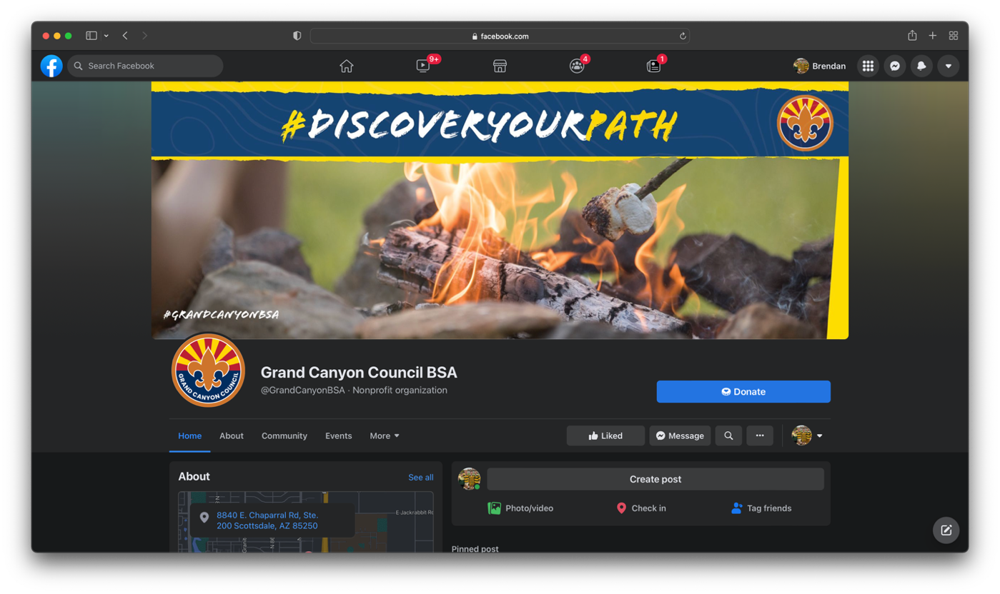 facebook.com
Search Facebook
9+
4
1
Brendan
#DISCOVERYOURPATH
#GRANDCANYONBSA
GRAND CANYON COUNCIL
Grand Canyon Council BSA
@GrandCanyonBSA · Nonprofit organization
Donate
Home
About
Community
Events
More
Liked
Message
About
See all
Create post
8840 E. Chaparral Rd, Ste.
200 Scottsdale, AZ 85250
E Jackrabbit Rd
Photo/video
Check in
Tag friends
Pinned post